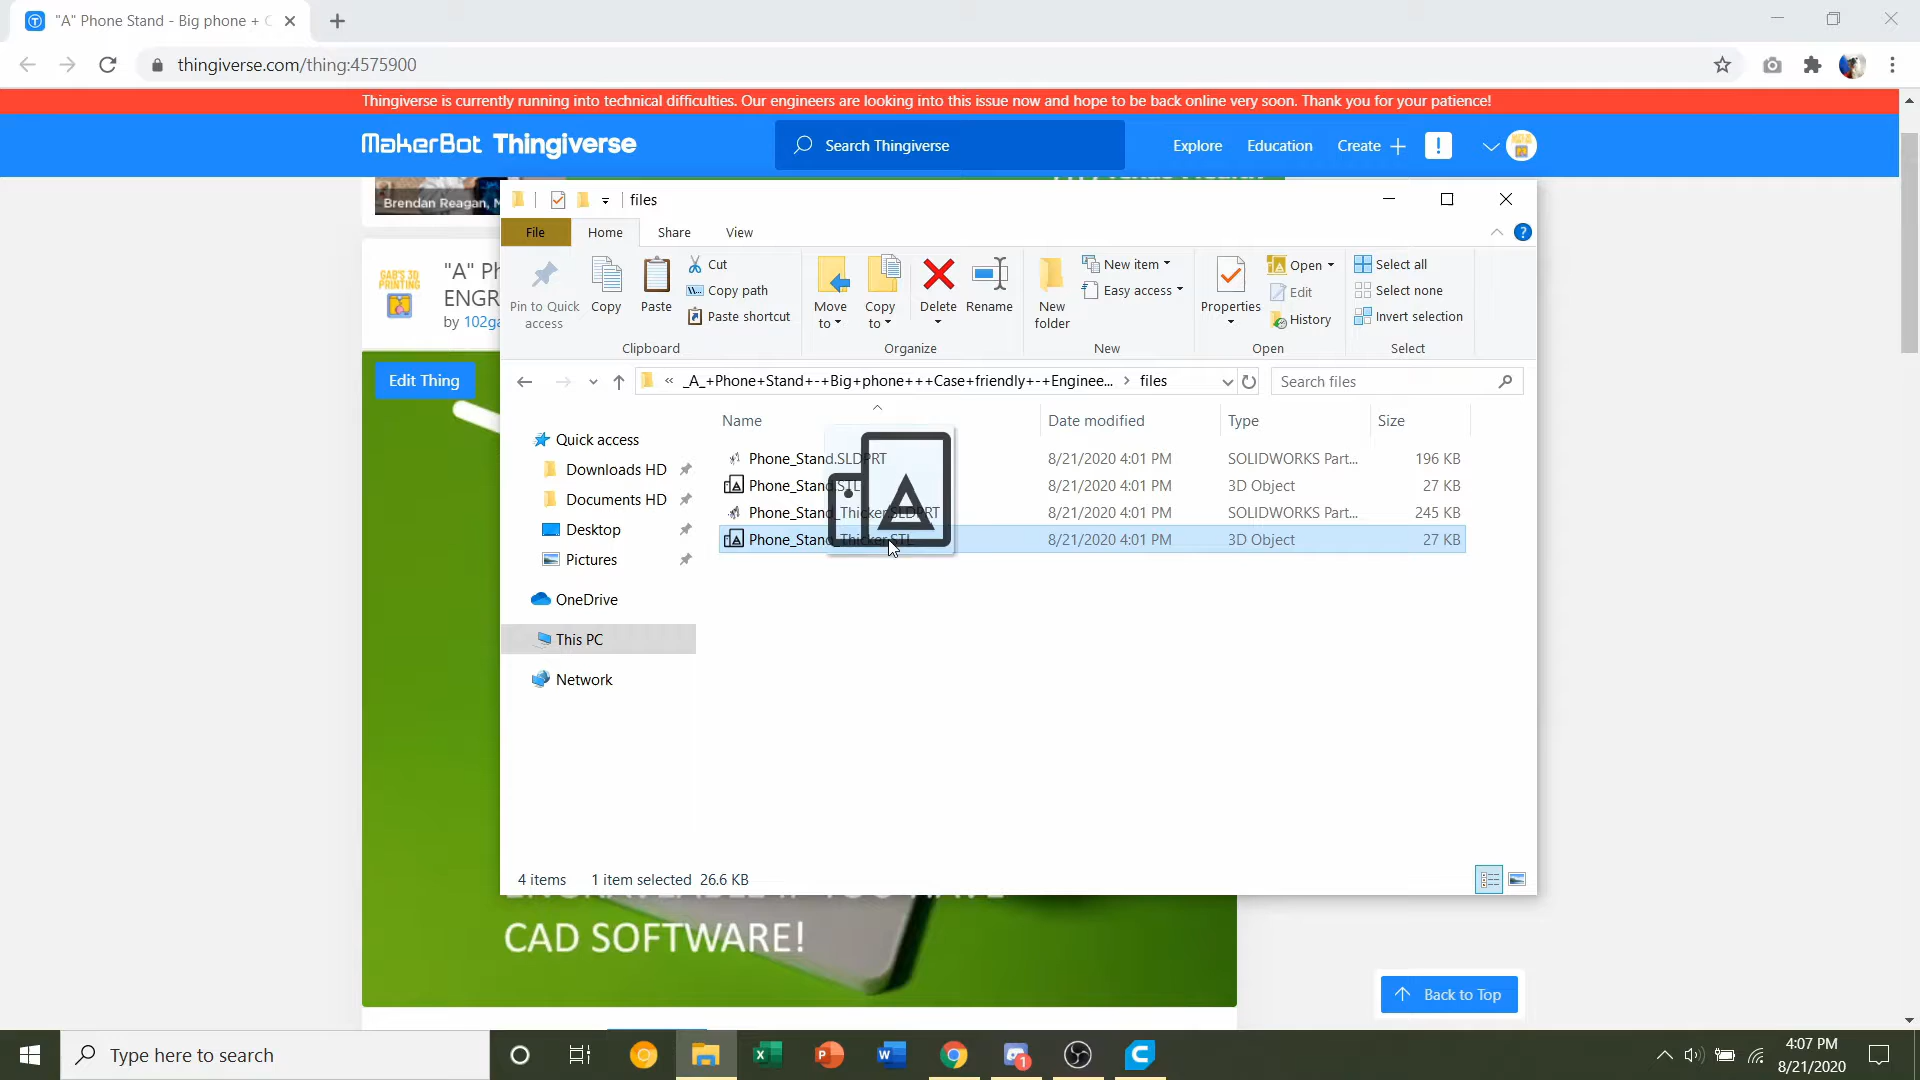 "A" Phone Stand - Big phone +
thingiverse.com/thing:4575900
Thingiverse is currently running into technical difficulties. Our engineers are looking into this issue now and hope to be back online very soon. Thank you for your patience!
MakerBot Thingiverse
Search Thingiverse
Explore
Education
Create
Brendan Reagan,
files
File
Home
Share
View
GAB'S 3D
PRINTING
"A" Ph
ENGR
by 102ga
Pin to Quick
access
Copy
Paste
Cut
Copy path
Paste shortcut
Move
to
Copy
to
Delete
Rename
New
folder
New item
Easy access
Properties
Open
Edit
History
Select all
Select none
Invert selection
Clipboard
Organize
New
Open
Select
Edit Thing
« _A_+Phone+Stand+-+Big+phone+++Case+friendly+-+Enginee... > files
Search files
Name
Date modified
Type
Size
Phone_Stand.SLDPRT 8/21/2020 4:01 PM SOLIDWORKS Part... 196 KB
Phone_Stand.STL 8/21/2020 4:01 PM 3D Object 27 KB
Phone_Stand_Thicker.SLDPRT 8/21/2020 4:01 PM SOLIDWORKS Part... 245 KB
Phone_Stand_Thicker.STL 8/21/2020 4:01 PM 3D Object 27 KB
Quick access
Downloads HD
Documents HD
Desktop
Pictures
OneDrive
This PC
Network
4 items 1 item selected 26.6 KB
CAD SOFTWARE!
Back to Top
Type here to search
1
4:07 PM
8/21/2020